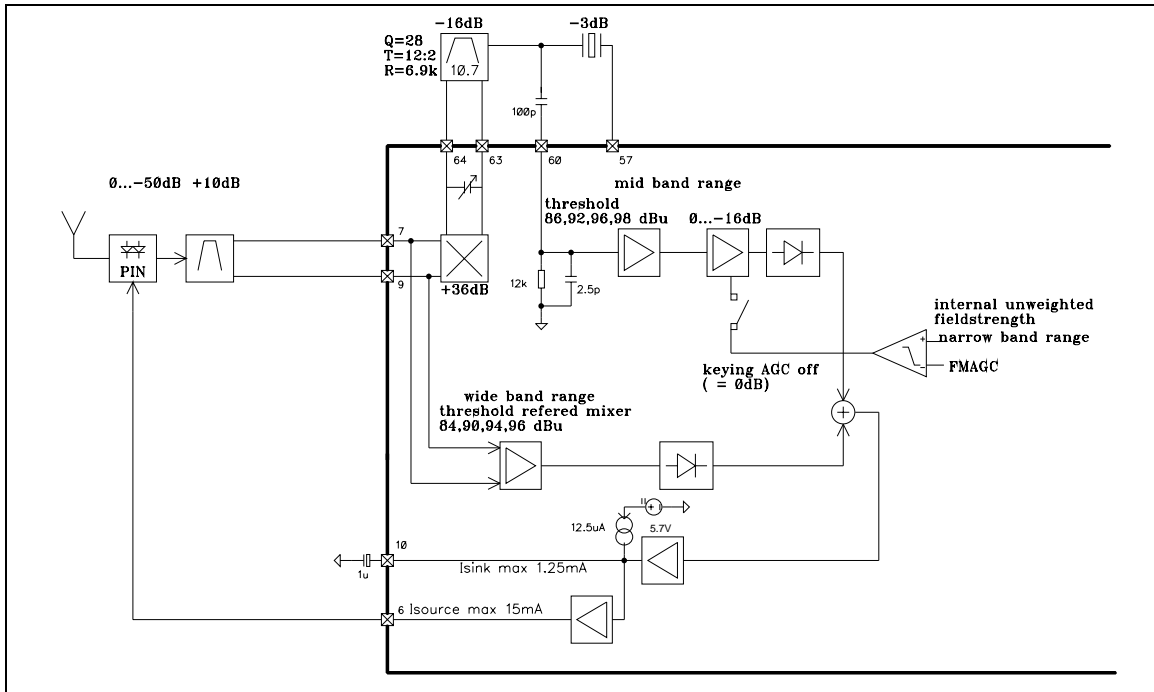 -16dB
-3dB
Q=28
T=12:2
R=6.9k
10.7
100p
64
63
60
57
0...-50dB +10dB
mid band range
threshold
86,92,96,98 dBu
0...-16dB
7
PIN
9
+36dB
12k
2.5p
internal unweighted
fieldstrength
narrow band range
+
-
FMAGC
keying AGC off
( = 0dB)
wide band range
threshold refered mixer
84,90,94,96 dBu
+
12.5uA
5.7V
10
1u
Isink max 1.25mA
6
Isource max 15mA